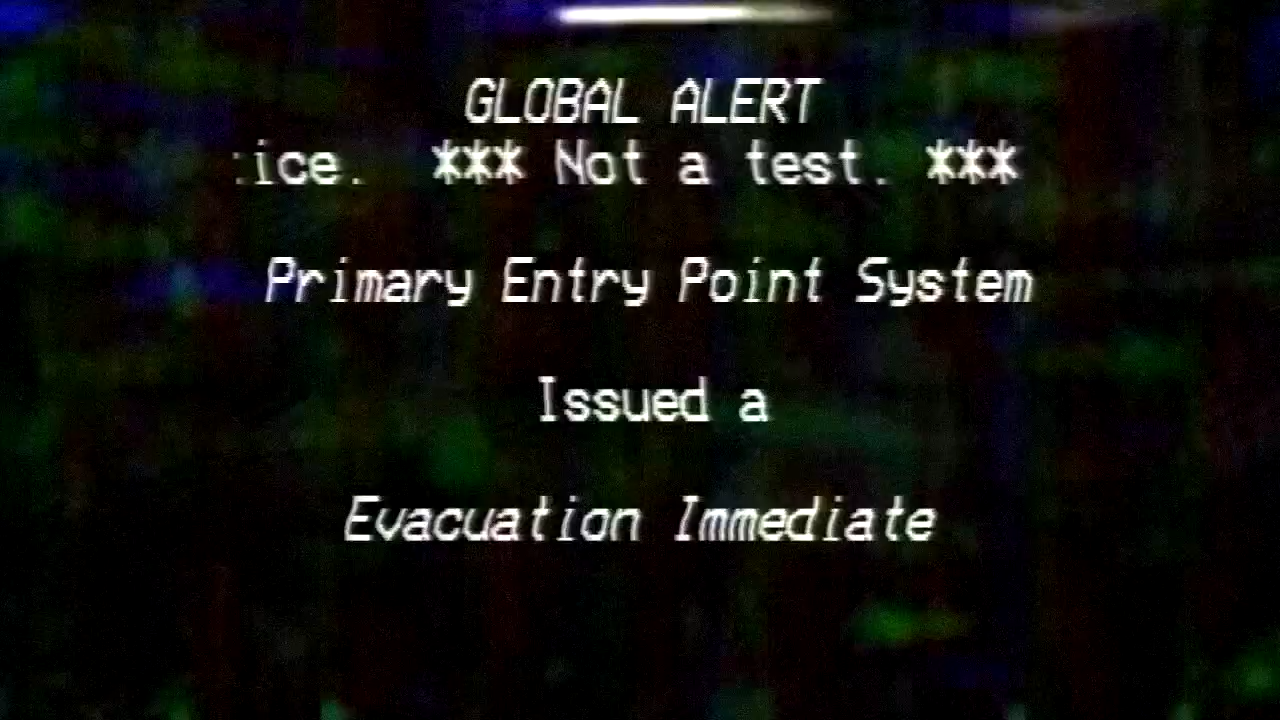 GLOBAL ALERT
ice. *** Not a test. ***
Primary Entry Point System
Issued a
Evacuation Immediate